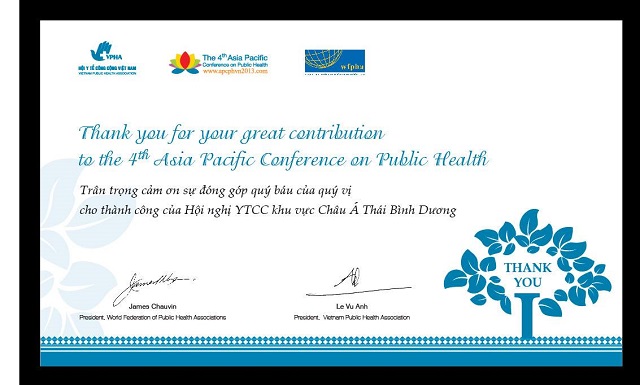 VPHA
HỘI Y TẾ CÔNG CỘNG VIỆT NAM
VIETNAM PUBLIC HEALTH ASSOCIATION
The 4th Asia Pacific
Conference on Public Health
www.apcphvn2013.com
wfpha
Thank you for your great contribution
to the 4th Asia Pacific Conference on Public Health
Trân trọng cảm ơn sự đóng góp quý báu của quý vị
cho thành công của Hội nghị YTCC khu vực Châu Á Thái Bình Dương
THANK
YOU
James Chauvin
President, World Federation of Public Health Associations
Le Vu Anh
President, Vietnam Public Health Association